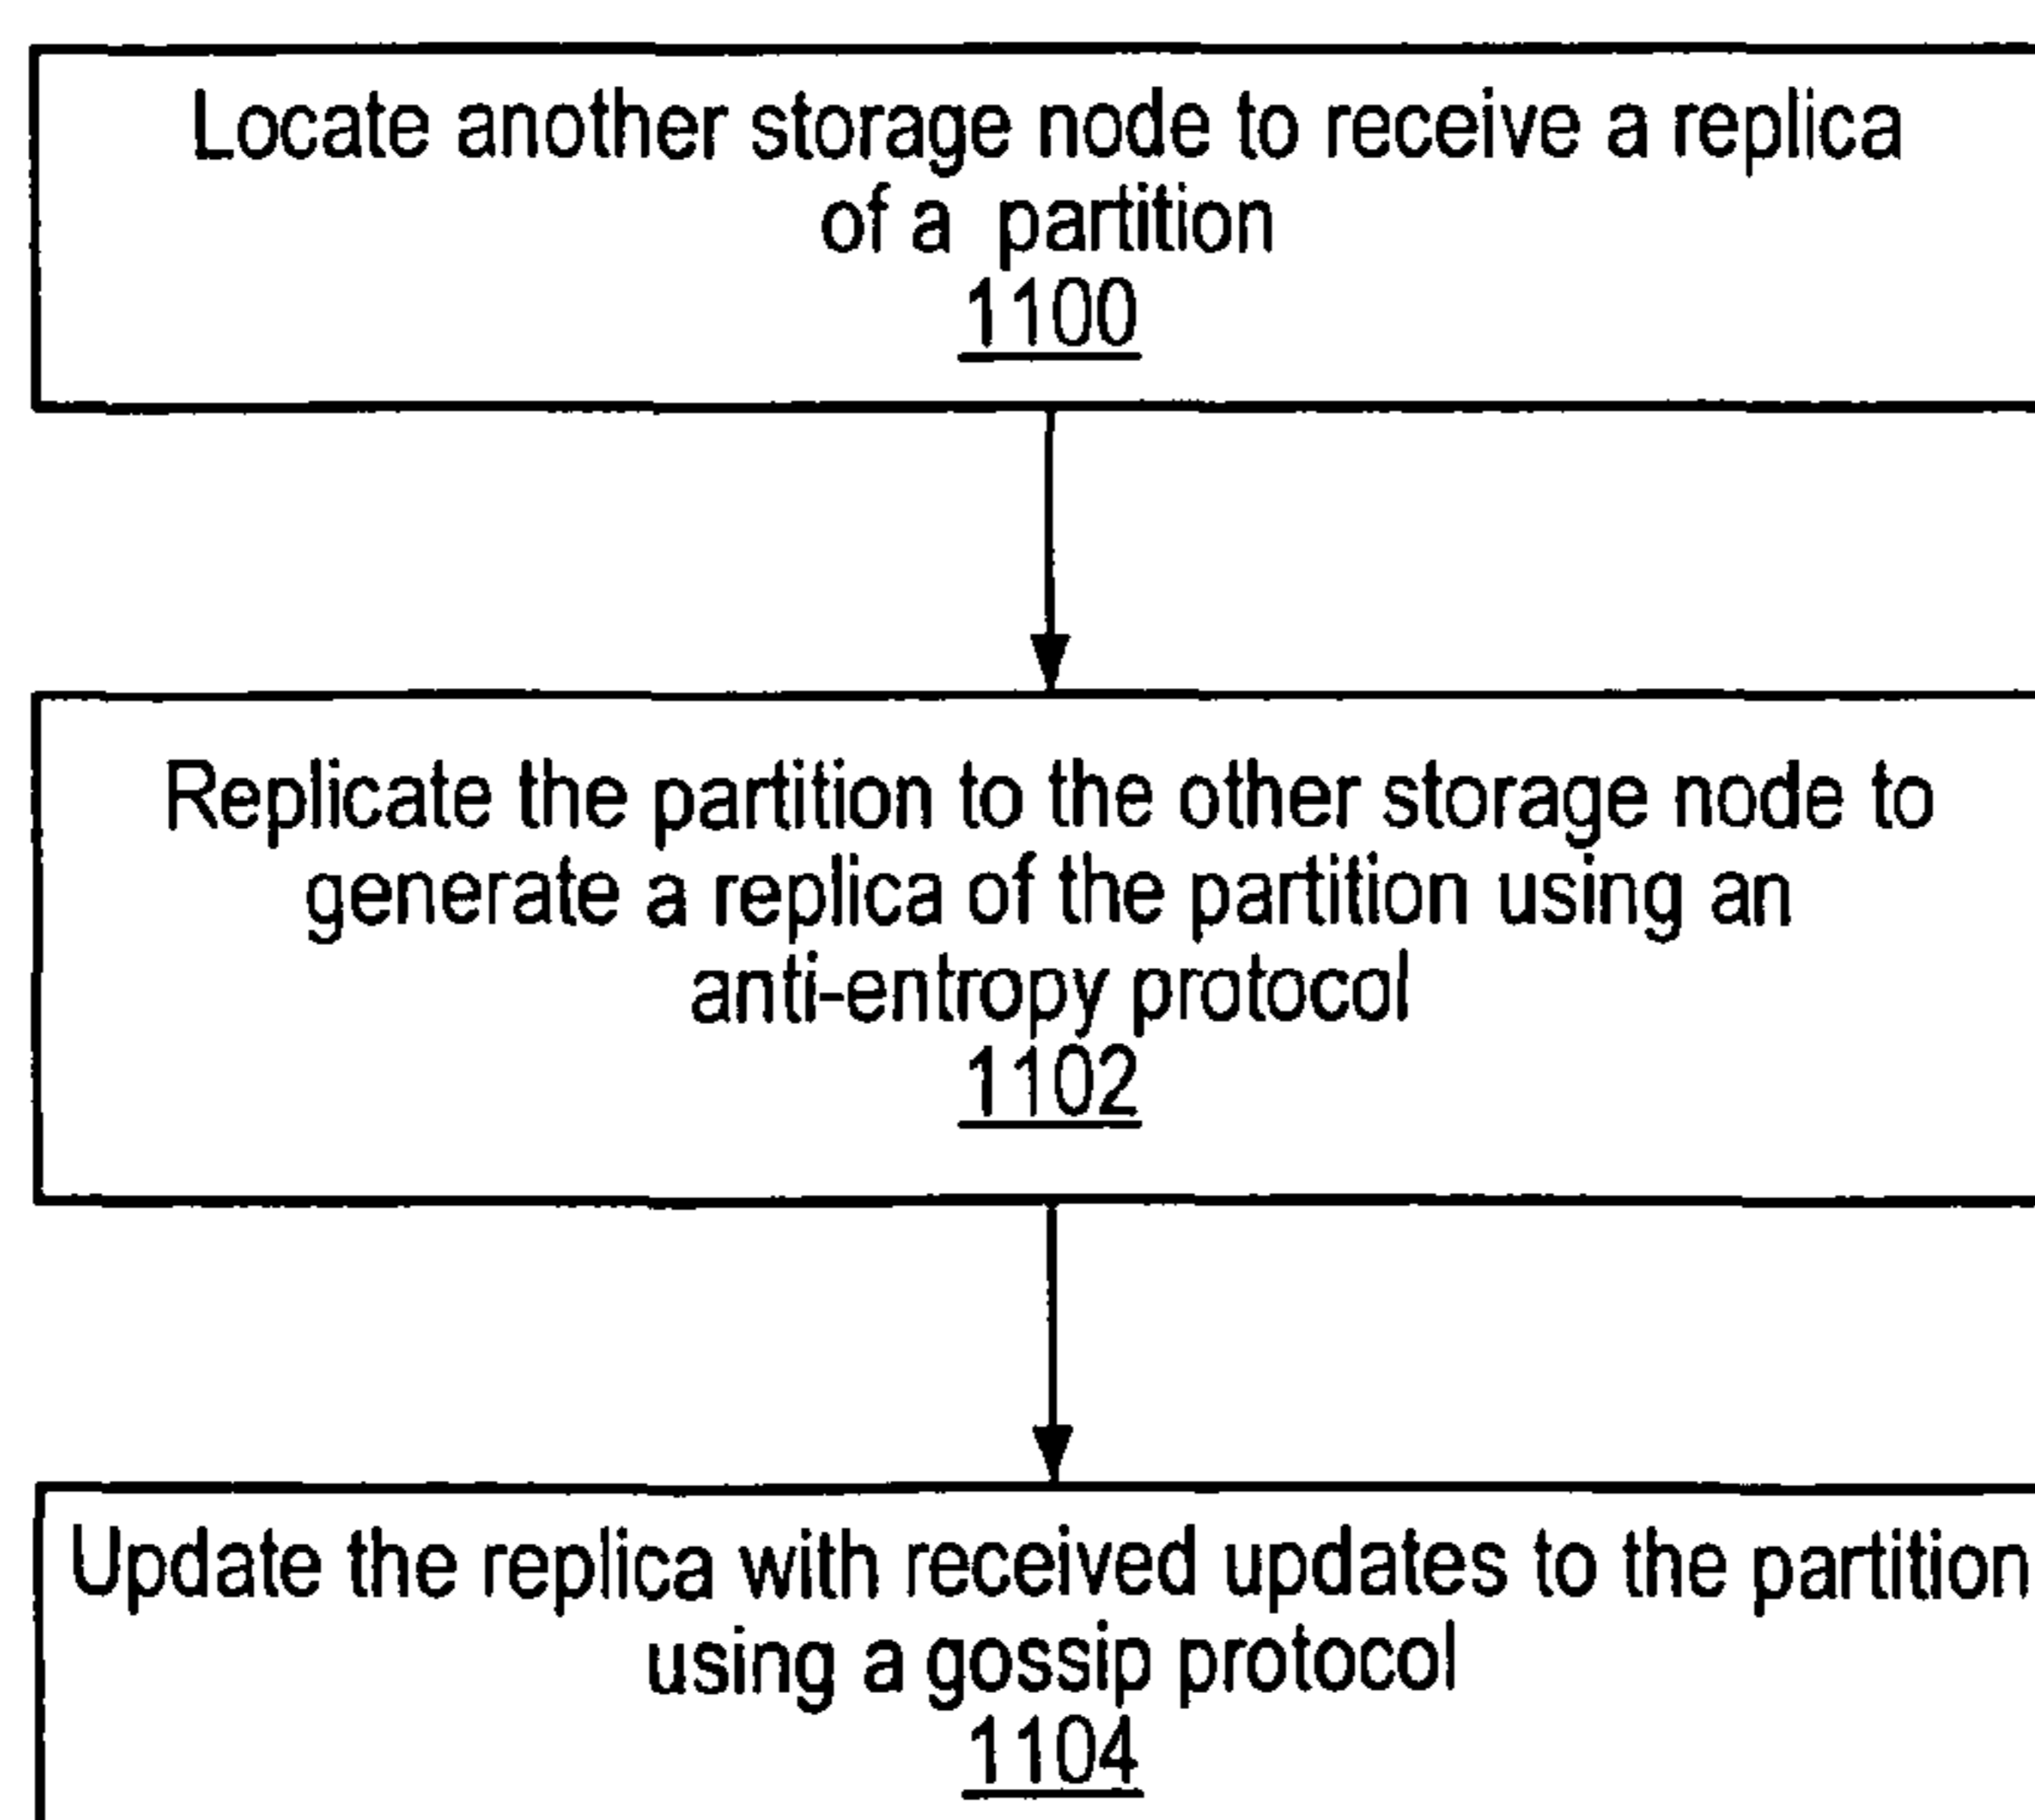 Locate another storage node to receive a replica
of a partition
1100
Replicate the partition to the other storage node to
generate a replica of the partition using an
anti-entropy protocol
1102
Update the replica with received updates to the partition
using a gossip protocol
1104